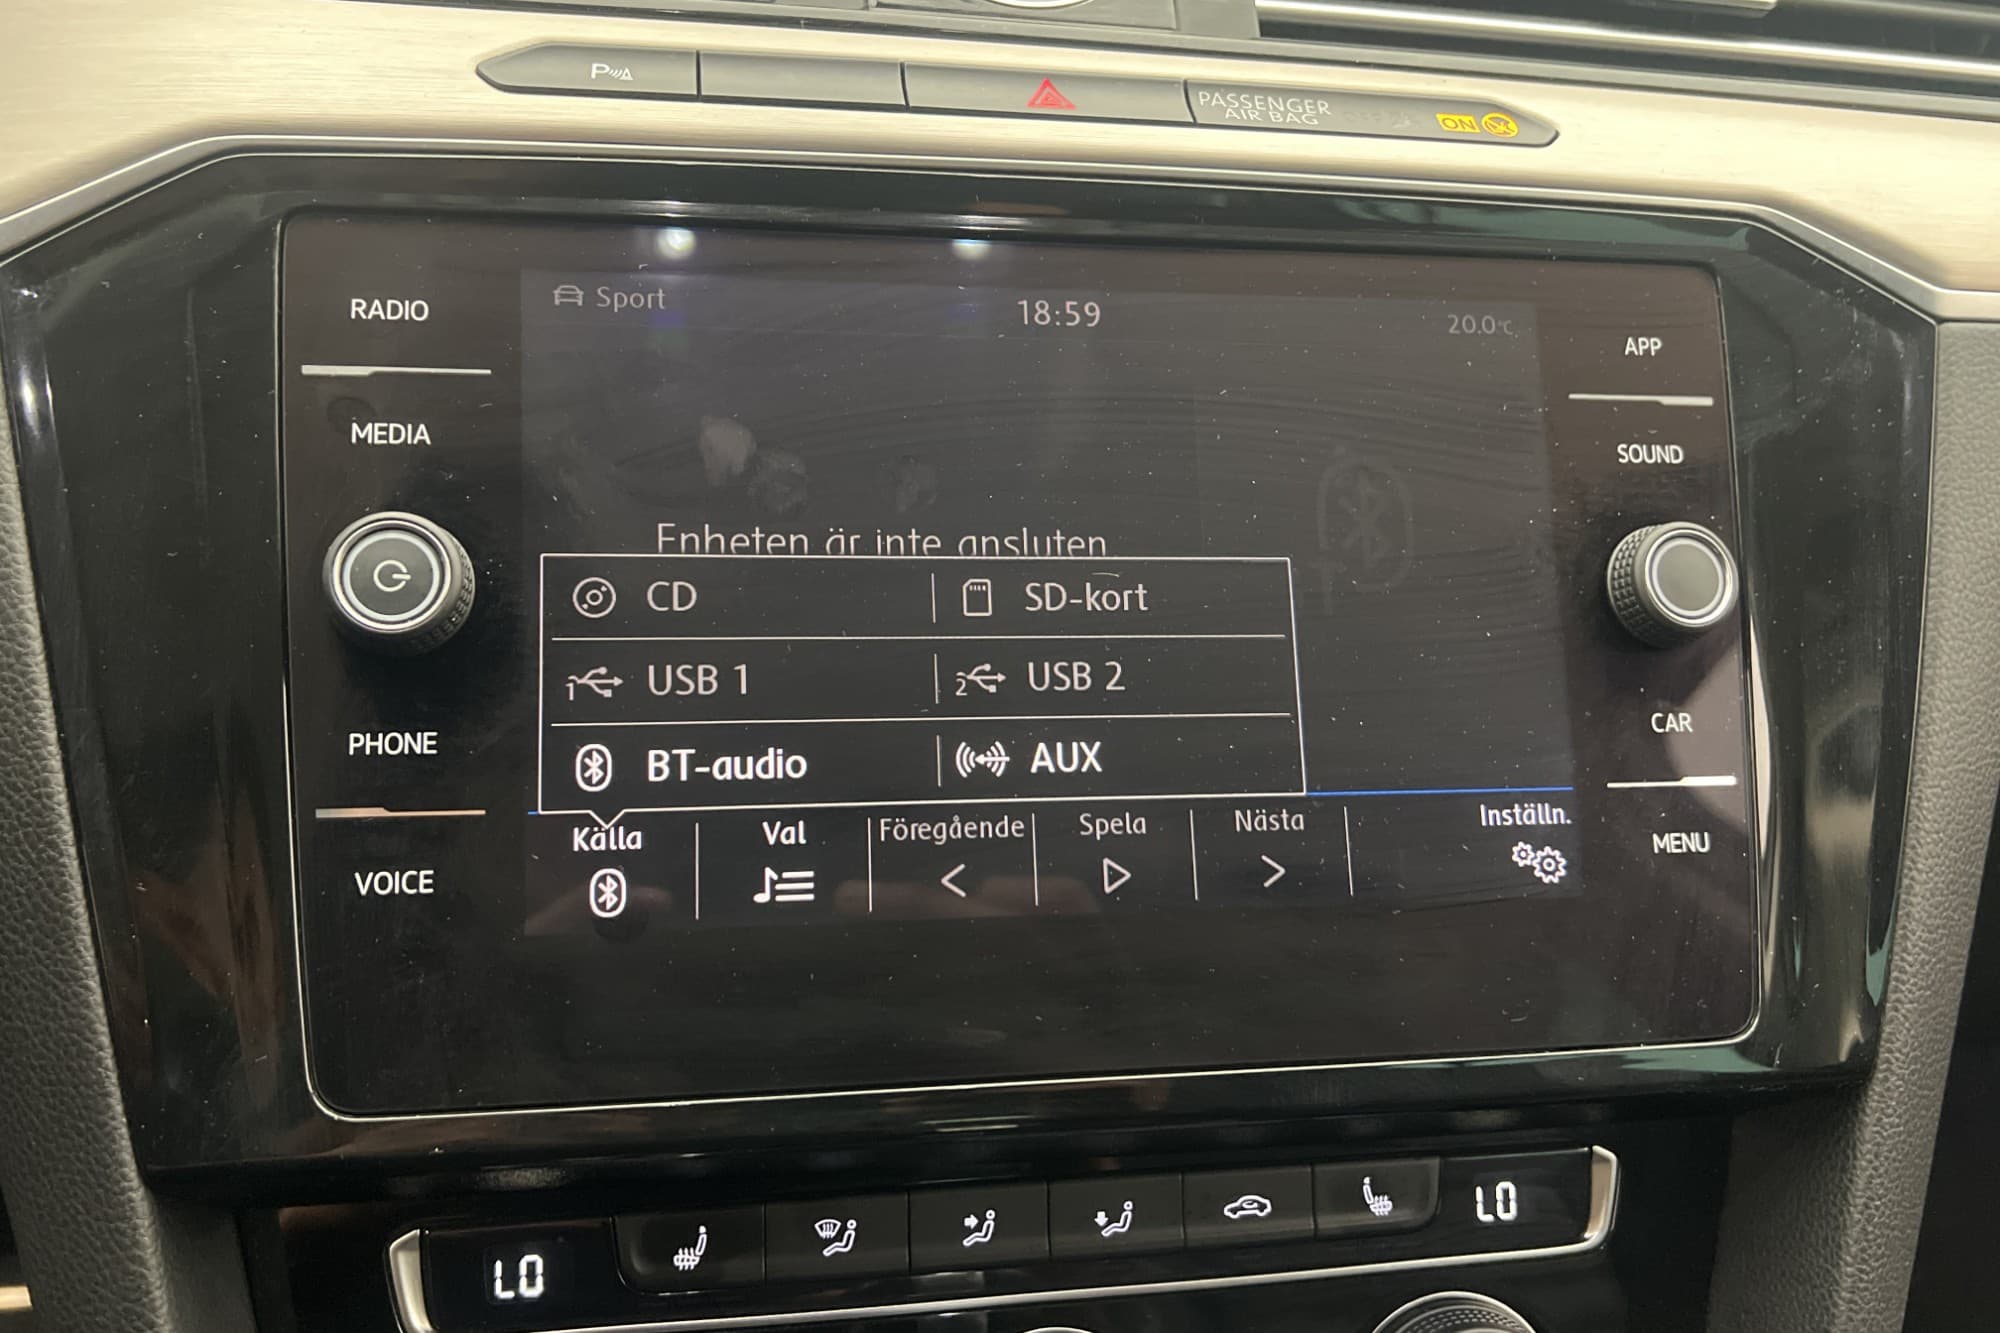 P
PASSENGER
AIR BAG
ON
RADIO
MEDIA
PHONE
VOICE
Sport
18:59
20.0°C
Enheten är inte ansluten
CD
SD-kort
1 USB 1
2 USB 2
BT-audio
AUX
Källa
Val
Föregående
Spela
Nästa
Inställn.
APP
SOUND
CAR
MENU
LO
LO